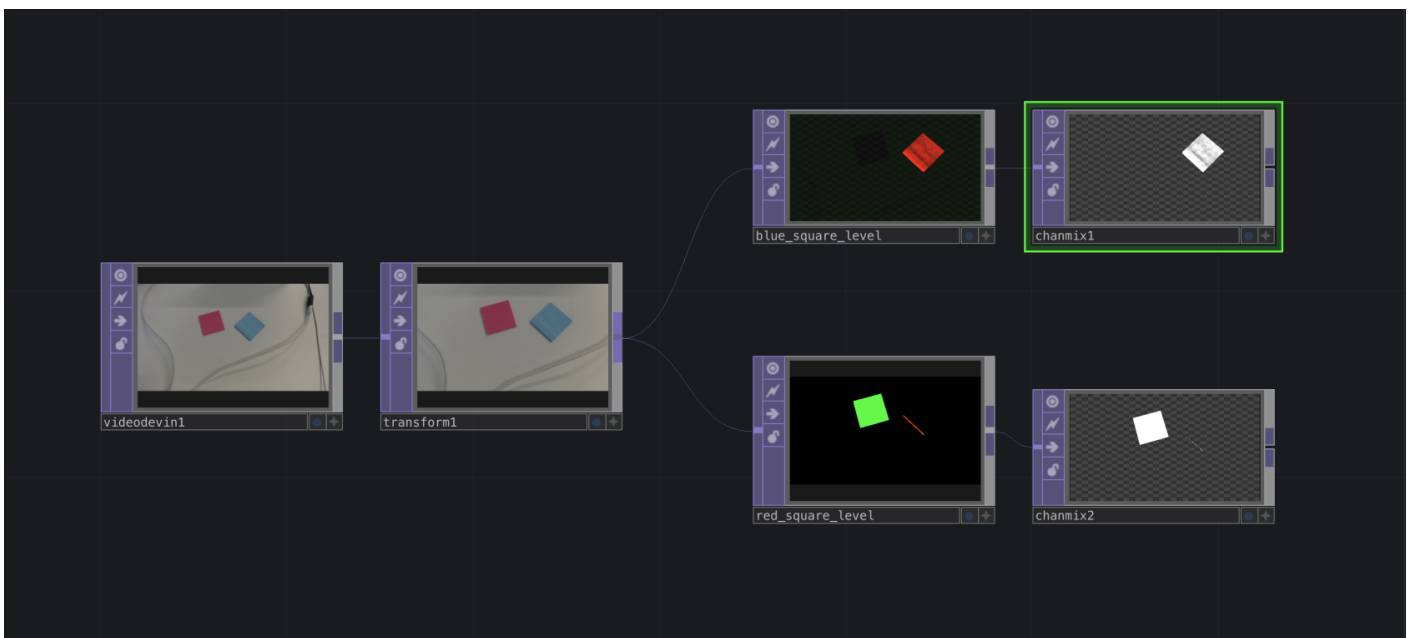 blue_square_level
chanmix1
videodevin1
transform1
red_square_level
chanmix2